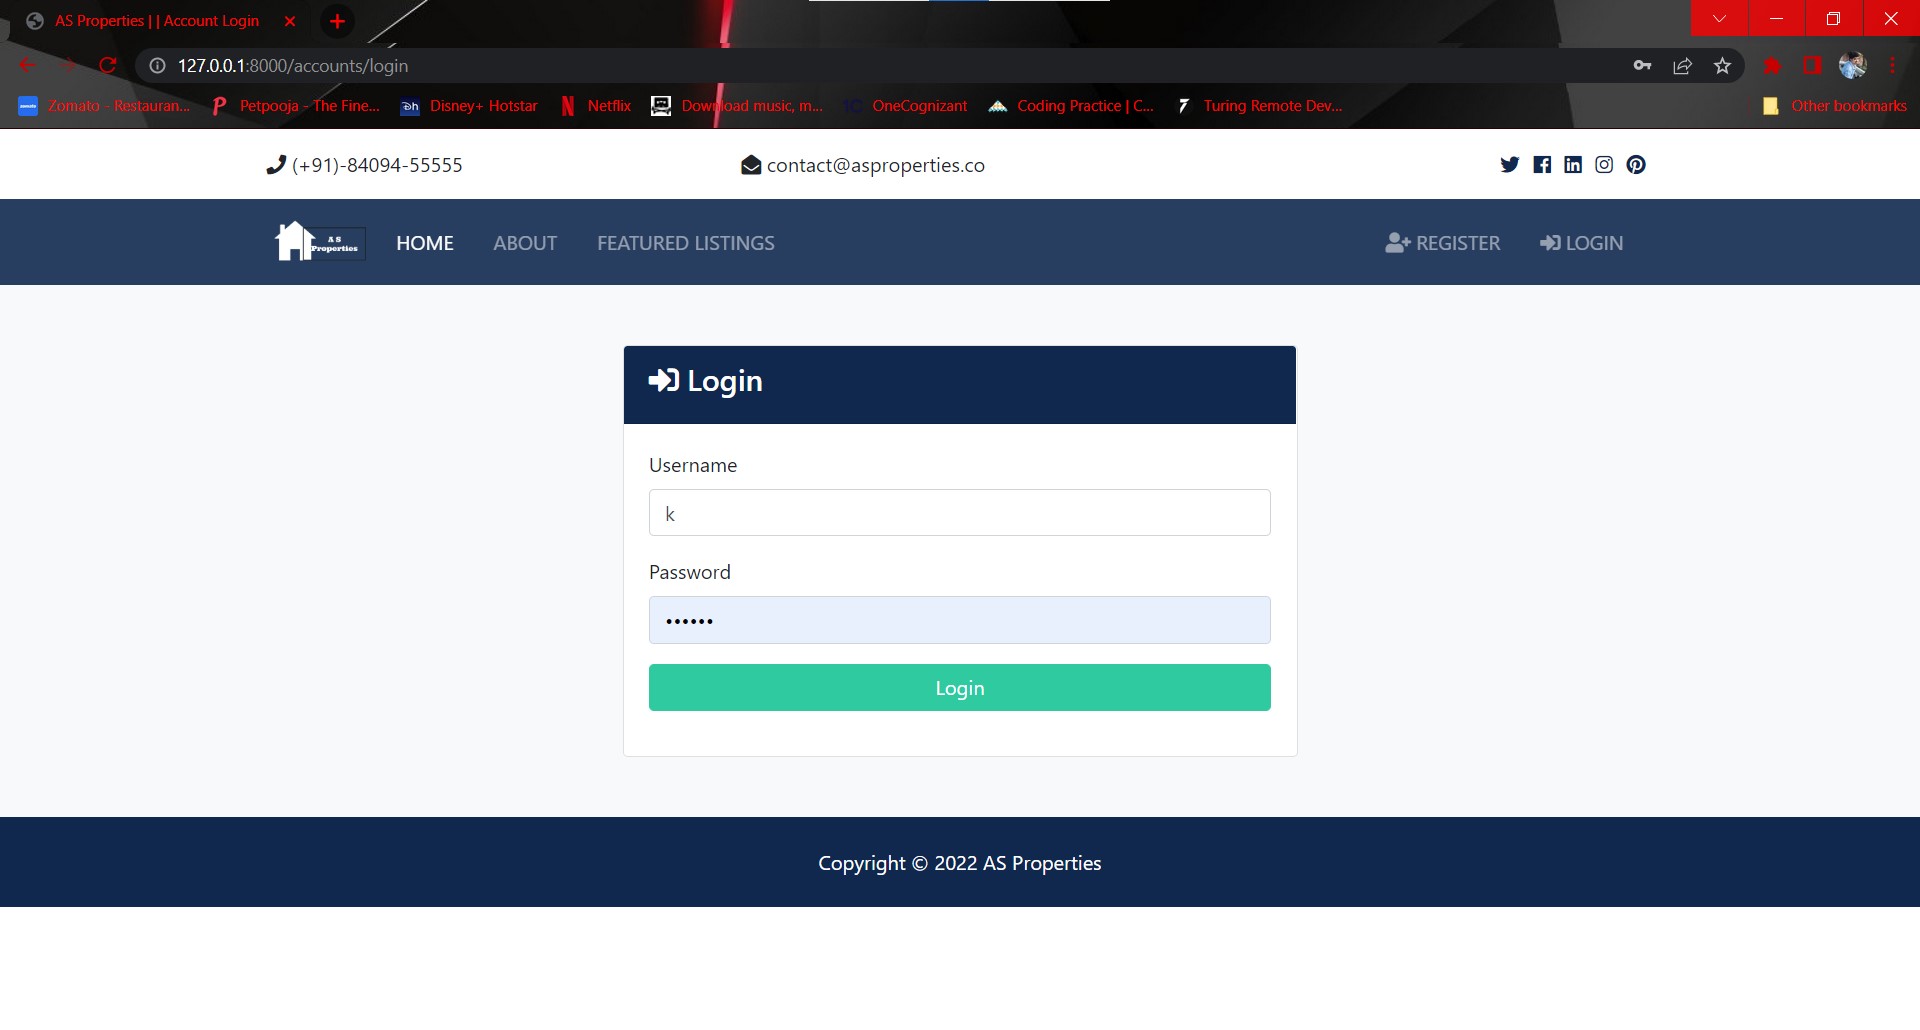 AS Properties | | Account Login
127.0.0.1:8000/accounts/login
Zomato - Restauran... Petpooja - The Fine... Disney+ Hotstar Netflix Download music, m... OneCognizant Coding Practice | C... Turing Remote Dev... Other bookmarks
(+91)-84094-55555 contact@asproperties.co
A S
Properties
HOME ABOUT FEATURED LISTINGS REGISTER LOGIN
Login
Username
k
Password
••••••
Login
Copyright © 2022 AS Properties